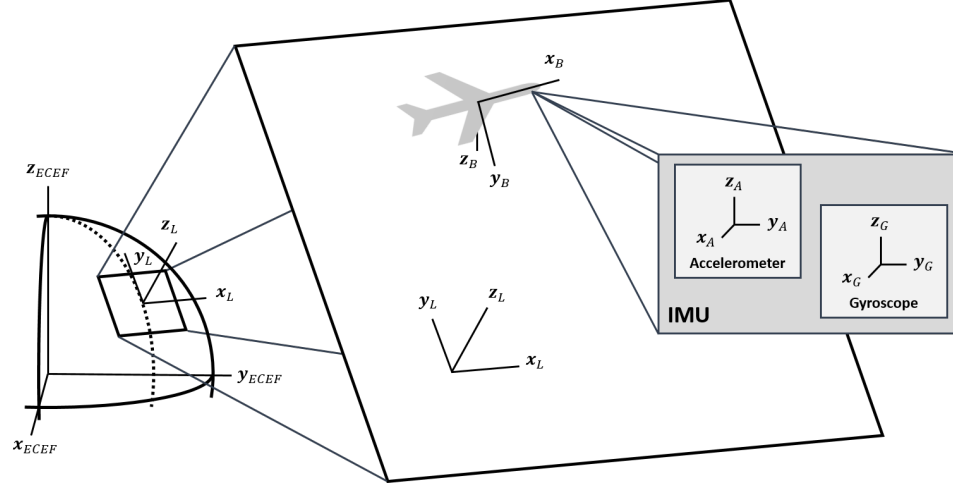 x_B
z_B
y_B
z_ECEF
z_L
y_L
x_L
y_ECEF
x_ECEF
y_L
z_L
x_L
z_A
y_A
x_A
Accelerometer
z_G
y_G
x_G
Gyroscope
IMU